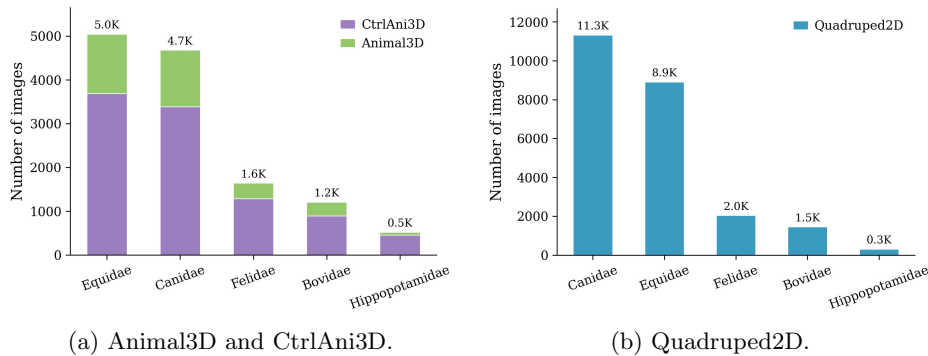 5.0K
4.7K
1.6K
1.2K
0.5K
CtrlAni3D
Animal3D
Number of images
5000
4000
3000
2000
1000
0
Equidae
Canidae
Felidae
Bovidae
Hippopotamidae
(a) Animal3D and CtrlAni3D.
11.3K
8.9K
2.0K
1.5K
0.3K
Quadruped2D
Number of images
12000
10000
8000
6000
4000
2000
0
Canidae
Equidae
Felidae
Bovidae
Hippopotamidae
(b) Quadruped2D.